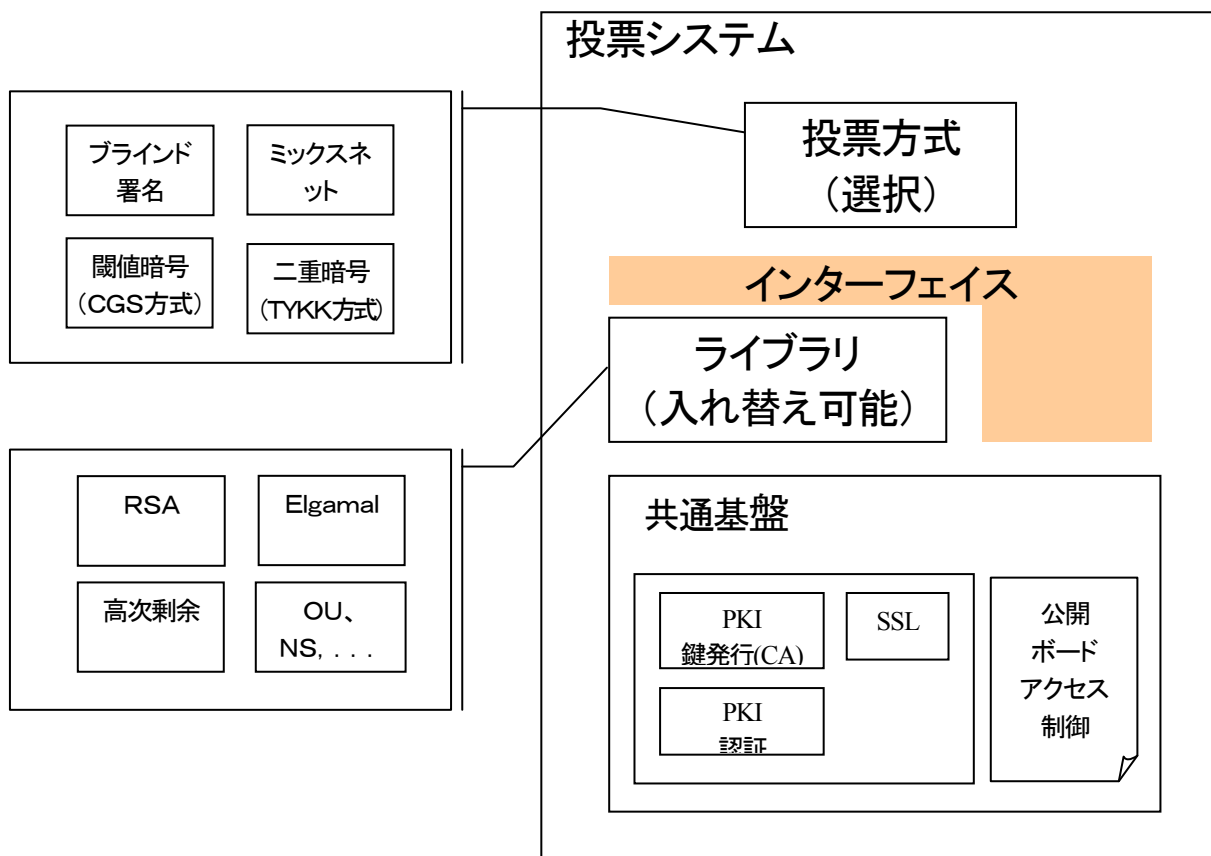 投票システム
投票方式
（選択）
ブラインド
署名
ミックスネ
ット
閾値暗号
（CGS方式）
二重暗号
（TYKK方式）
インターフェイス
ライブラリ
（入れ替え可能）
RSA
Elgamal
高次剰余
OU、
NS，．．．
共通基盤
PKI
鍵発行(CA)
SSL
PKI
認証
公開
ボード
アクセス
制御